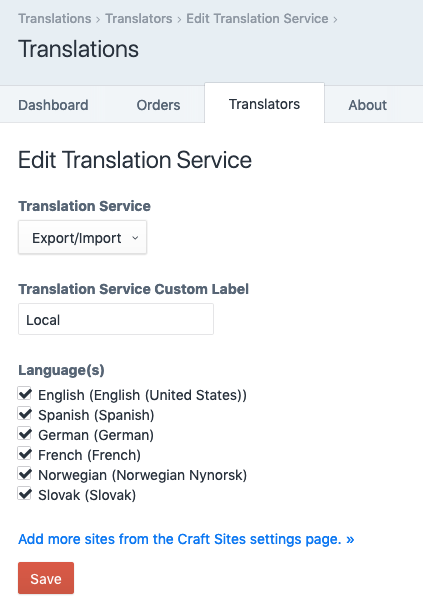 Translations › Translators › Edit Translation Service ›
Translations
Dashboard Orders Translators About
Edit Translation Service
Translation Service
Export/Import
Translation Service Custom Label
Local
Language(s)
English (English (United States))
Spanish (Spanish)
German (German)
French (French)
Norwegian (Norwegian Nynorsk)
Slovak (Slovak)
Add more sites from the Craft Sites settings page. »
Save